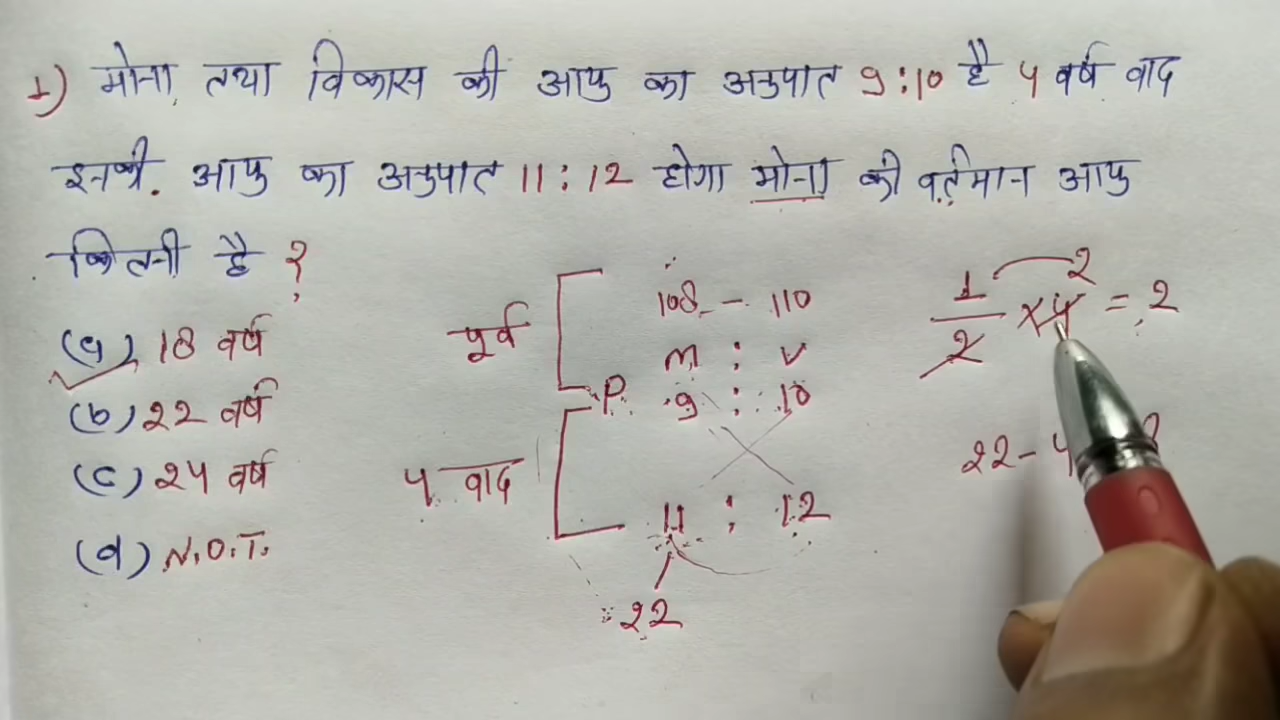 1) मोना तथा विकास की आयु का अनुपात 9:10 है 4 वर्ष बाद
इनकी आयु का अनुपात 11:12 होगा मोना की वर्तमान आयु
कितनी है ?
(a) 18 वर्ष
(b) 22 वर्ष
(c) 24 वर्ष
(d) N.O.T.
पूर्व
108 - 110
m : v
P 9 : 10
4 बाद
11 : 12
22
1/2 × 4 = 2
2
22 - 4